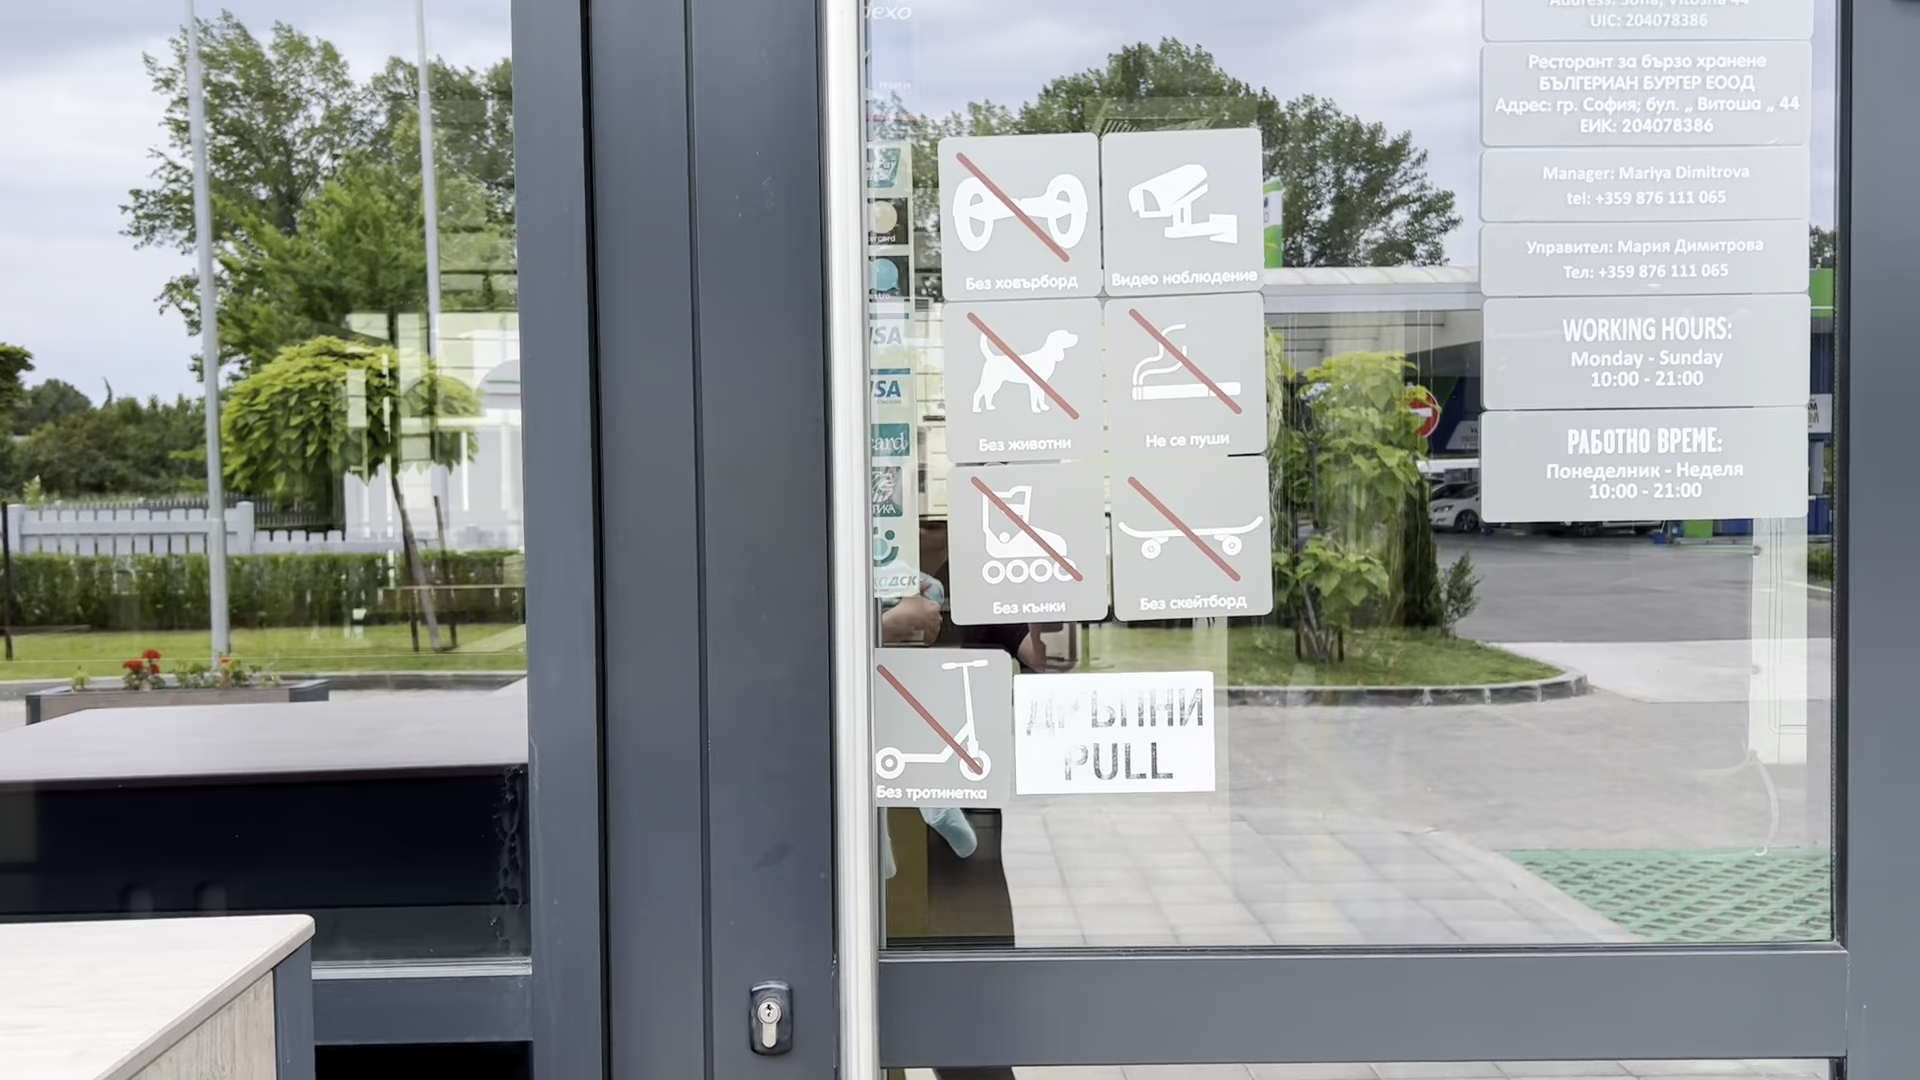 Без ховърборд
Видео наблюдение
Без животни
Не се пуши
Без кънки
Без скейтборд
Без тротинетка
ДРЪПНИ
PULL
UIC: 204078386
Ресторант за бързо хранене
БЪЛГЕРИАН БУРГЕР ЕООД
Адрес: гр. София; бул. „ Витоша „ 44
ЕИК: 204078386
Manager: Mariya Dimitrova
tel: +359 876 111 065
Управител: Мария Димитрова
Тел: +359 876 111 065
WORKING HOURS:
Monday - Sunday
10:00 - 21:00
РАБОТНО ВРЕМЕ:
Понеделник - Неделя
10:00 - 21:00